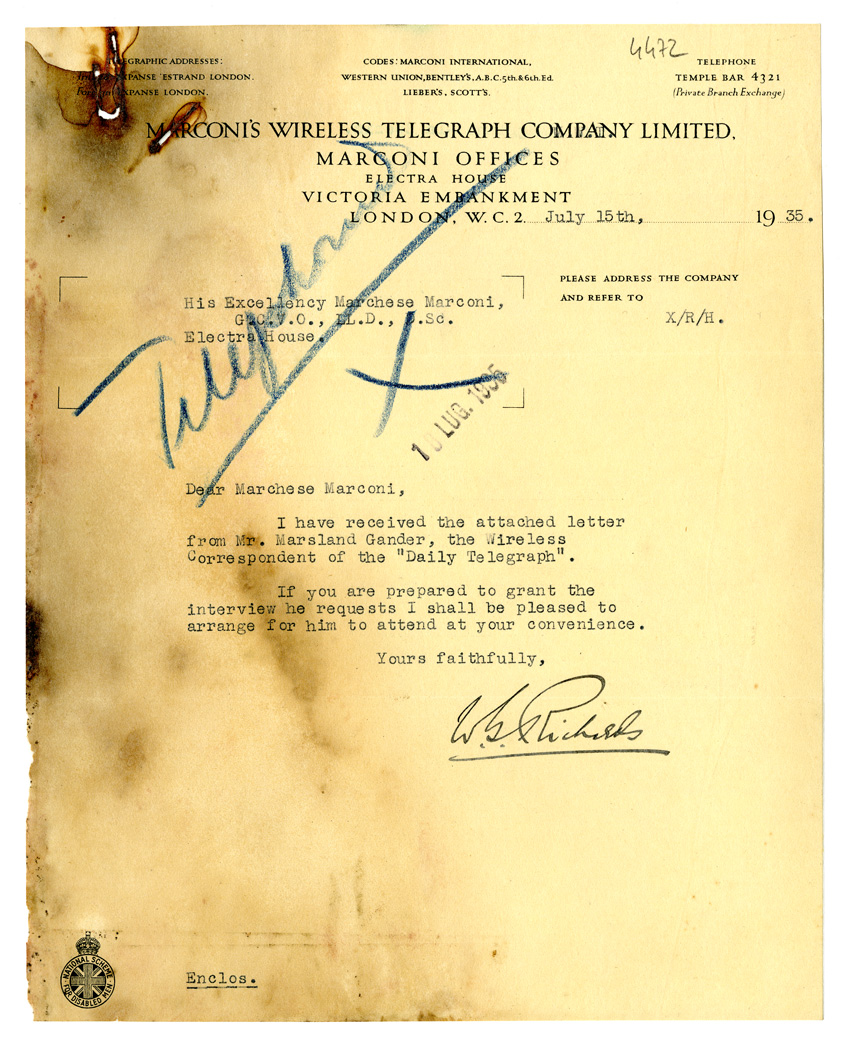 4472
TELEGRAPHIC ADDRESSES:
EXPANSE ESTRAND LONDON.
EXPANSE LONDON.
CODES: MARCONI INTERNATIONAL,
WESTERN UNION, BENTLEY'S, A.B.C. 5th & 6th. Ed.
LIEBER'S, SCOTT'S.
TELEPHONE
TEMPLE BAR 4321
(Private Branch Exchange)
MARCONI'S WIRELESS TELEGRAPH COMPANY LIMITED,
MARCONI OFFICES
ELECTRA HOUSE
VICTORIA EMBANKMENT
LONDON, W.C.2. July 15th, 1935.
PLEASE ADDRESS THE COMPANY
AND REFER TO
X/R/H.
His Excellency Marchese Marconi,
G.C.V.O., LL.D., D.Sc.
Electra House.
LUG. 1935
Dear Marchese Marconi,
I have received the attached letter
from Mr. Marsland Gander, the Wireless
Correspondent of the "Daily Telegraph".
If you are prepared to grant the
interview he requests I shall be pleased to
arrange for him to attend at your convenience.
Yours faithfully,
W.G. Richards
NATIONAL SCHEME
FOR DISABLED MEN
Enclos.